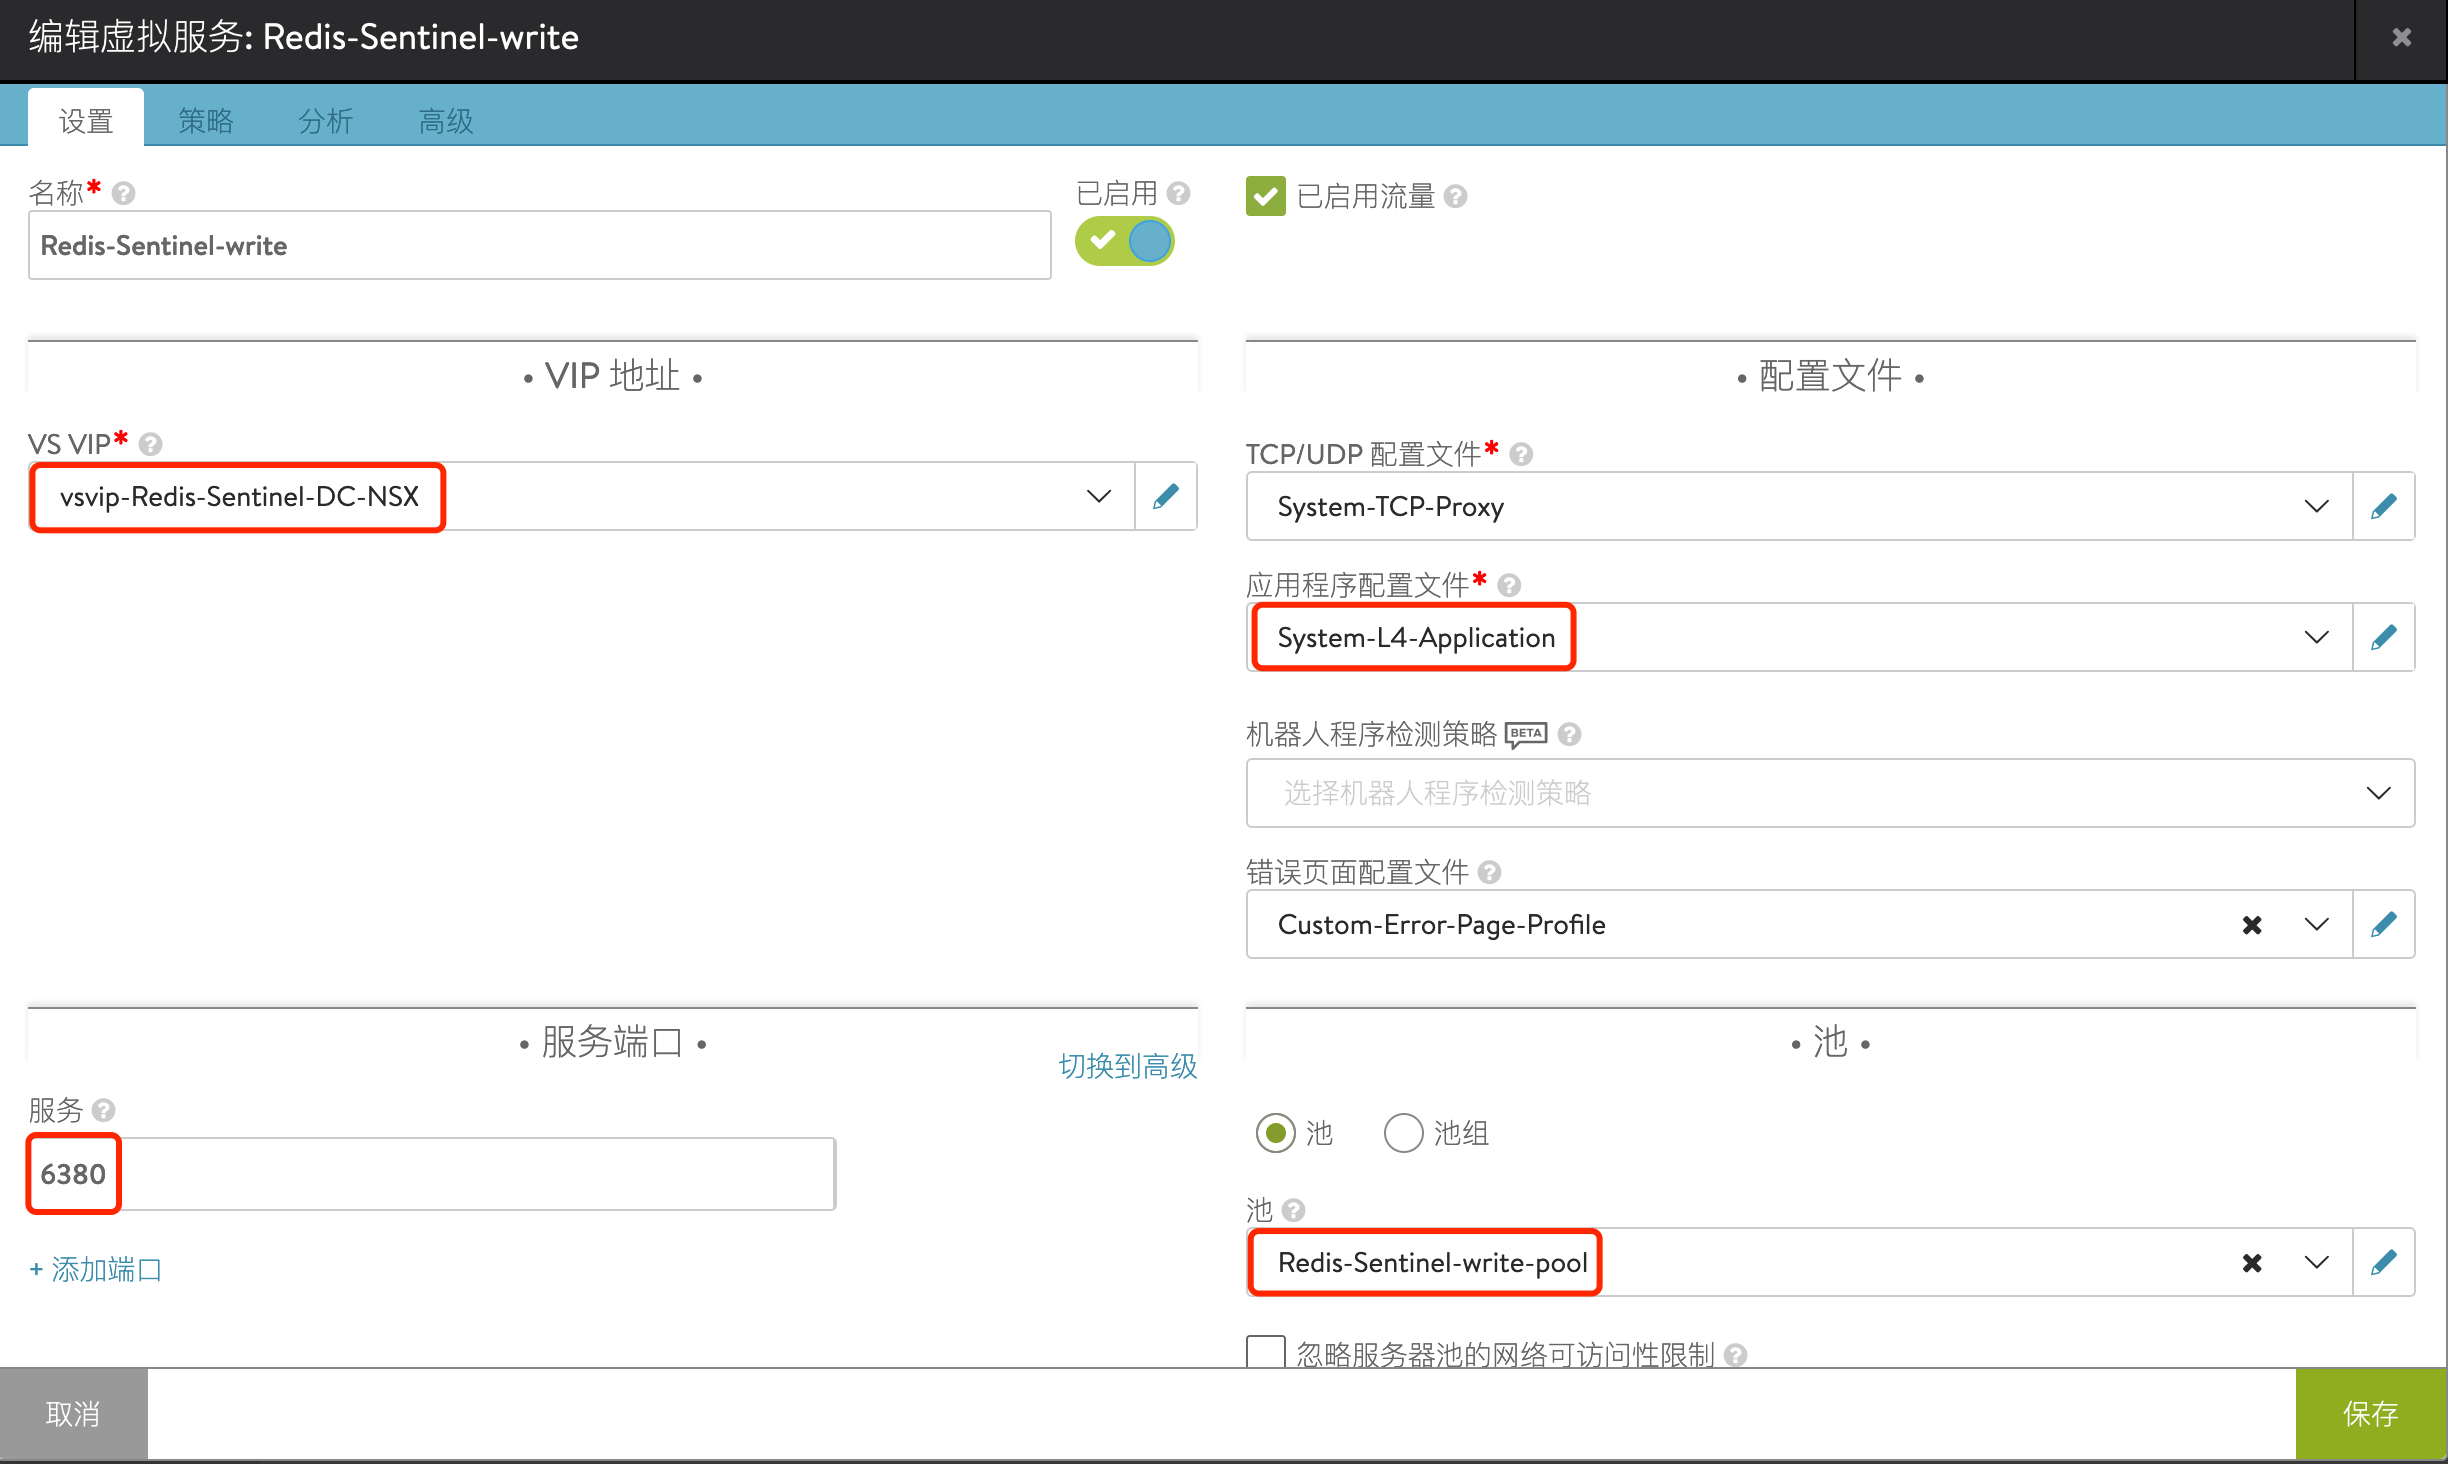 编辑虚拟服务: Redis-Sentinel-write
设置 策略 分析 高级
名称* 已启用 已启用流量
Redis-Sentinel-write
• VIP 地址 •
VS VIP*
vsvip-Redis-Sentinel-DC-NSX
• 配置文件 •
TCP/UDP 配置文件*
System-TCP-Proxy
应用程序配置文件*
System-L4-Application
机器人程序检测策略 BETA
选择机器人程序检测策略
错误页面配置文件
Custom-Error-Page-Profile
• 服务端口 •
切换到高级
服务
6380
+ 添加端口
• 池 •
池 池组
池
Redis-Sentinel-write-pool
忽略服务器池的网络可访问性限制
取消 保存